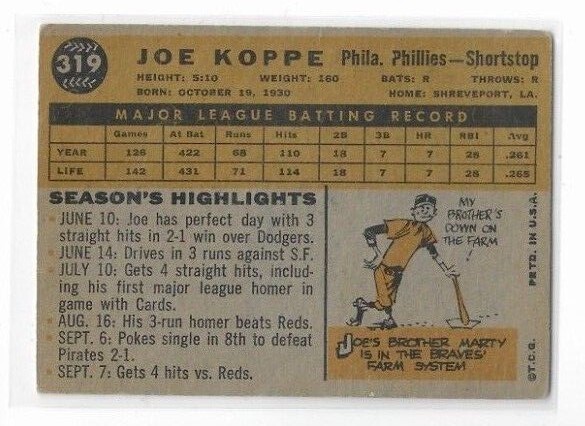 319
JOE KOPPE Phila. Phillies—Shortstop
HEIGHT: 5:10 WEIGHT: 160 BATS: R THROWS: R
BORN: OCTOBER 19, 1930 HOME: SHREVEPORT, LA.
MAJOR LEAGUE BATTING RECORD
Games At Bat Runs Hits 2B 3B HR RBI Avg
YEAR 126 422 68 110 18 7 7 28 .261
LIFE 142 431 71 114 18 7 7 28 .265
SEASON'S HIGHLIGHTS
JUNE 10: Joe has perfect day with 3
straight hits in 2-1 win over Dodgers.
JUNE 14: Drives in 3 runs against S.F.
JULY 10: Gets 4 straight hits, includ-
ing his first major league homer in
game with Cards.
AUG. 16: His 3-run homer beats Reds.
SEPT. 6: Pokes single in 8th to defeat
Pirates 2-1.
SEPT. 7: Gets 4 hits vs. Reds.
MY
BROTHER'S
DOWN ON
THE FARM!
JOE'S BROTHER MARTY
IS IN THE BRAVES'
FARM SYSTEM
©T.C.G. PRTD. IN U.S.A.